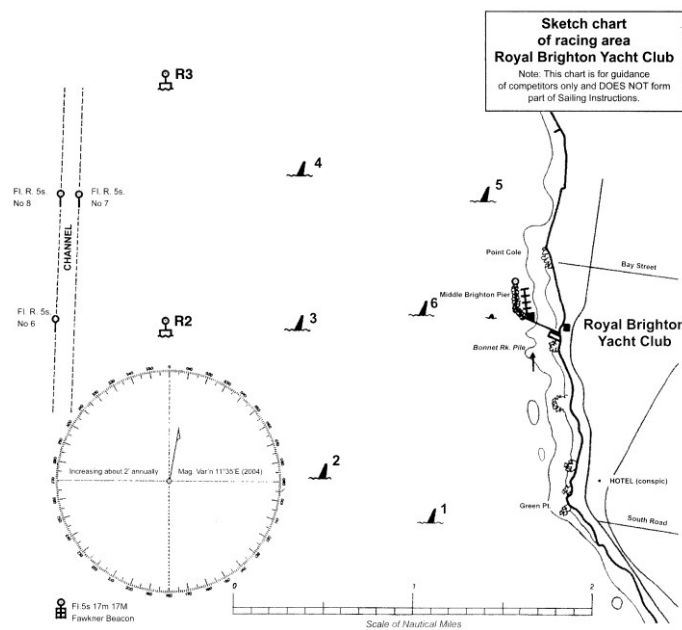 Sketch chart
of racing area
Royal Brighton Yacht Club
Note: This chart is for guidance
of competitors only and DOES NOT form
part of Sailing Instructions.
R3
4
5
Fl. R. 5s.
No 8
Fl. R. 5s.
No 7
CHANNEL
Point Cole
Bay Street
Middle Brighton Pier
Fl. R. 5s.
No 6
R2
3
6
Royal Brighton
Yacht Club
Bonnet Rk. Pile
Increasing about 2' annually
Mag. Var'n 11°35'E (2004)
2
HOTEL (conspic)
1
Green Pt.
South Road
Fl.5s 17m 17M
Fawkner Beacon
0
1
2
Scale of Nautical Miles